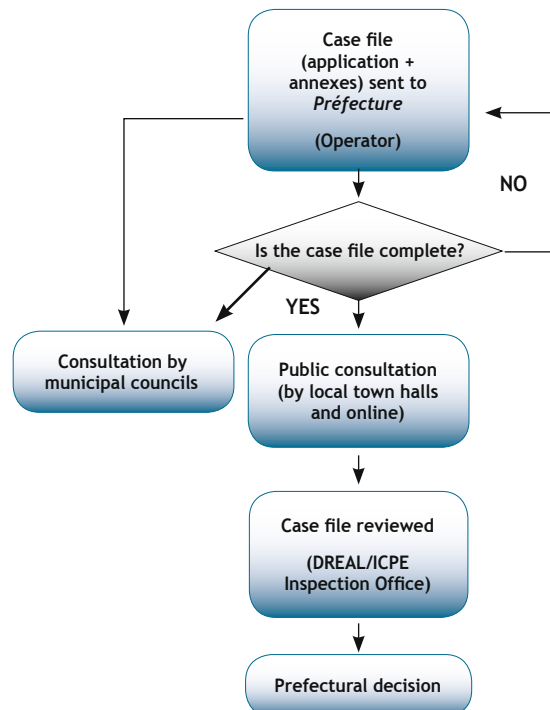 Case file
(application +
annexes) sent to
Préfecture
(Operator)
NO
Is the case file complete?
YES
Consultation by
municipal councils
Public consultation
(by local town halls
and online)
Case file reviewed
(DREAL/ICPE
Inspection Office)
Prefectural decision